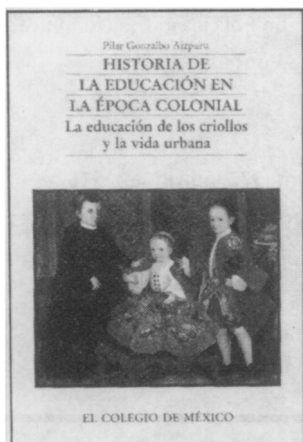 Pilar Gonzalbo Aizpuru
HISTORIA DE
LA EDUCACIÓN EN
LA ÉPOCA COLONIAL
La educación de los criollos
y la vida urbana
EL COLEGIO DE MÉXICO